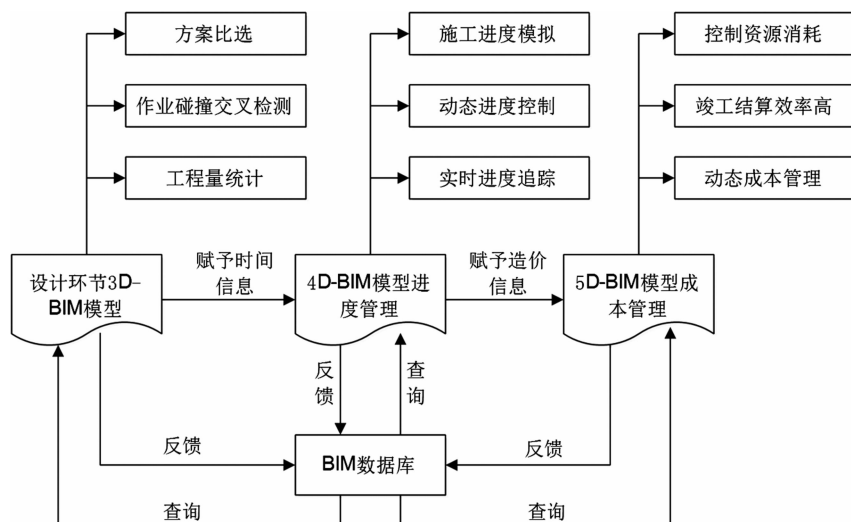 方案比选
施工进度模拟
控制资源消耗
作业碰撞交叉检测
动态进度控制
竣工结算效率高
工程量统计
实时进度追踪
动态成本管理
设计环节3D-
BIM模型
赋予时间
信息
4D-BIM模型进
度管理
赋予造价
信息
5D-BIM模型成
本管理
反
馈
查
询
反馈
BIM数据库
反馈
查询
查询